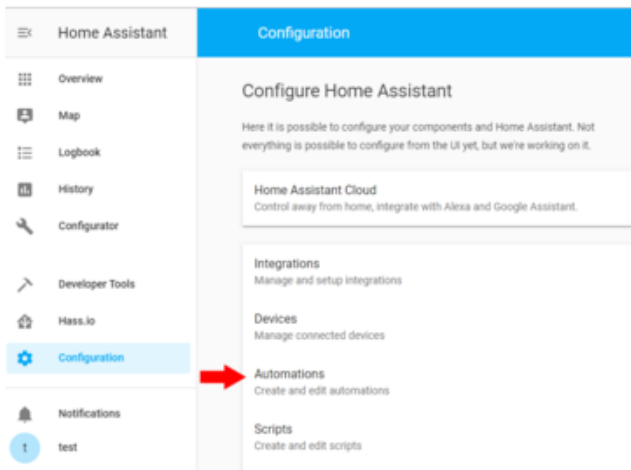 Home Assistant
Overview
Map
Logbook
History
Configurator
Developer Tools
Hass.io
Configuration
Notifications
t
test
Configuration
Configure Home Assistant
Here it is possible to configure your components and Home Assistant. Not
everything is possible to configure from the UI yet, but we're working on it.
Home Assistant Cloud
Control away from home, integrate with Alexa and Google Assistant.
Integrations
Manage and setup integrations
Devices
Manage connected devices
Automations
Create and edit automations
Scripts
Create and edit scripts